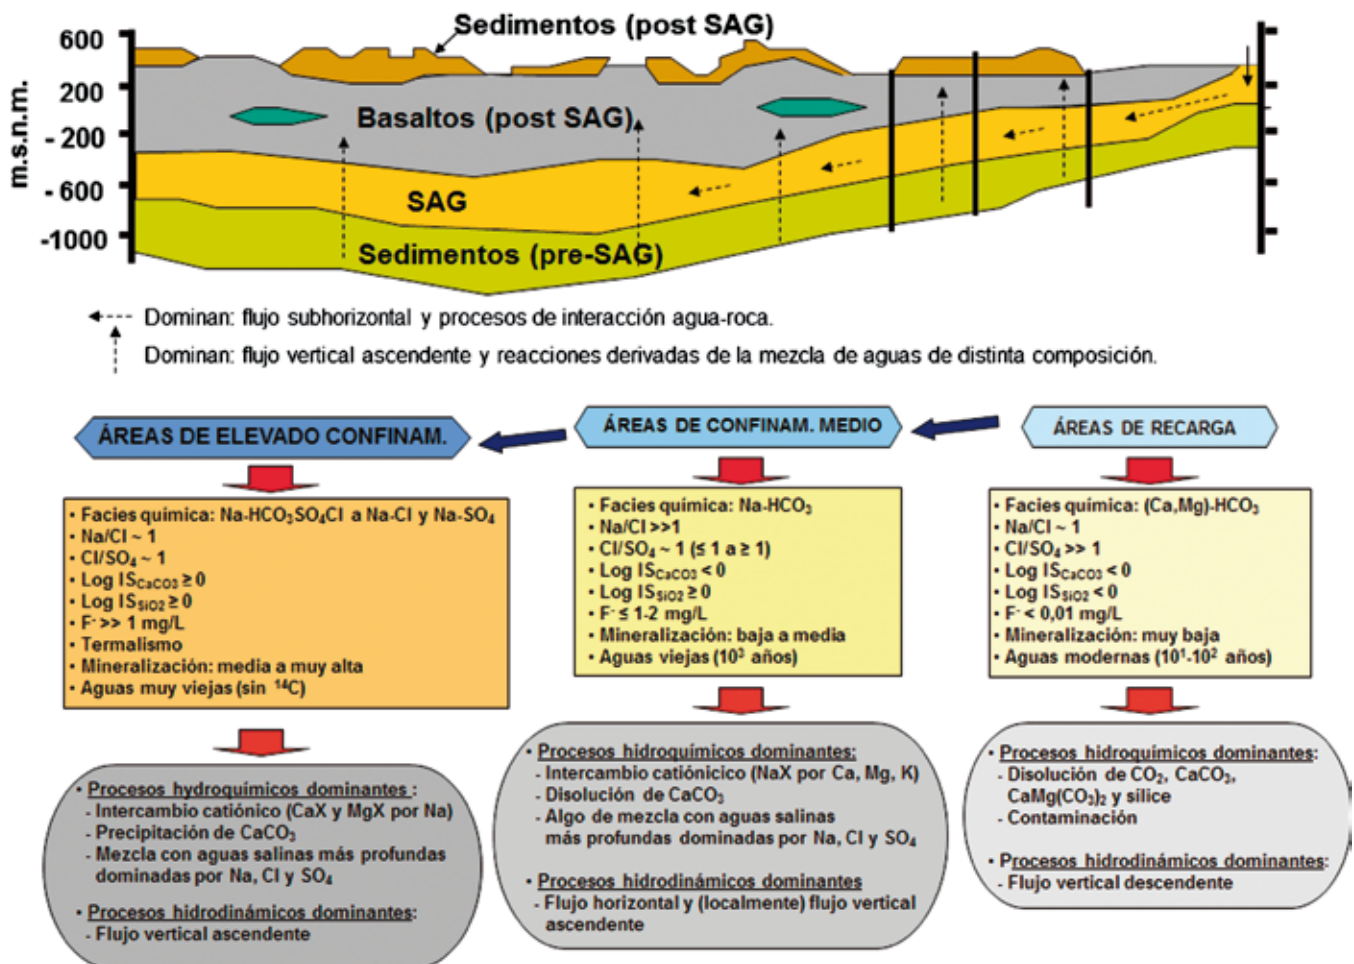 Sedimentos (post SAG)
m.s.n.m.
600
200
- 200
- 600
-1000
Basaltos (post SAG)
SAG
Sedimentos (pre-SAG)
Dominan: flujo subhorizontal y procesos de interacción agua-roca.
Dominan: flujo vertical ascendente y reacciones derivadas de la mezcla de aguas de distinta composición.
ÁREAS DE ELEVADO CONFINAM.
• Facies química: Na-HCO₃SO₄Cl a Na-Cl y Na-SO₄
• Na/Cl ~ 1
• Cl/SO₄ ~ 1
• Log IS_CaCO3 ≥ 0
• Log IS_SiO2 ≥ 0
• F⁻ >> 1 mg/L
• Termalismo
• Mineralización: media a muy alta
• Aguas muy viejas (sin ¹⁴C)
• Procesos hydroquímicos dominantes :
- Intercambio catiónico (CaX y MgX por Na)
- Precipitación de CaCO₃
- Mezcla con aguas salinas más profundas
dominadas por Na, Cl y SO₄
• Procesos hidrodinámicos dominantes:
- Flujo vertical ascendente
ÁREAS DE CONFINAM. MEDIO
• Facies química: Na-HCO₃
• Na/Cl >>1
• Cl/SO₄ ~ 1 (≤ 1 a ≥ 1)
• Log IS_CaCO3 < 0
• Log IS_SiO2 ≥ 0
• F⁻ ≤ 1-2 mg/L
• Mineralización: baja a media
• Aguas viejas (10³ años)
• Procesos hidroquímicos dominantes:
- Intercambio catiónicico (NaX por Ca, Mg, K)
- Disolución de CaCO₃
- Algo de mezcla con aguas salinas
más profundas dominadas por Na, Cl y SO₄
• Procesos hidrodinámicos dominantes
- Flujo horizontal y (localmente) flujo vertical
ascendente
ÁREAS DE RECARGA
• Facies química: (Ca,Mg)-HCO₃
• Na/Cl ~ 1
• Cl/SO₄ >> 1
• Log IS_CaCO3 < 0
• Log IS_SiO2 < 0
• F⁻ < 0,01 mg/L
• Mineralización: muy baja
• Aguas modernas (10¹-10² años)
• Procesos hidroquímicos dominantes:
- Disolución de CO₂, CaCO₃,
CaMg(CO₃)₂ y sílice
- Contaminación
• Procesos hidrodinámicos dominantes:
- Flujo vertical descendente